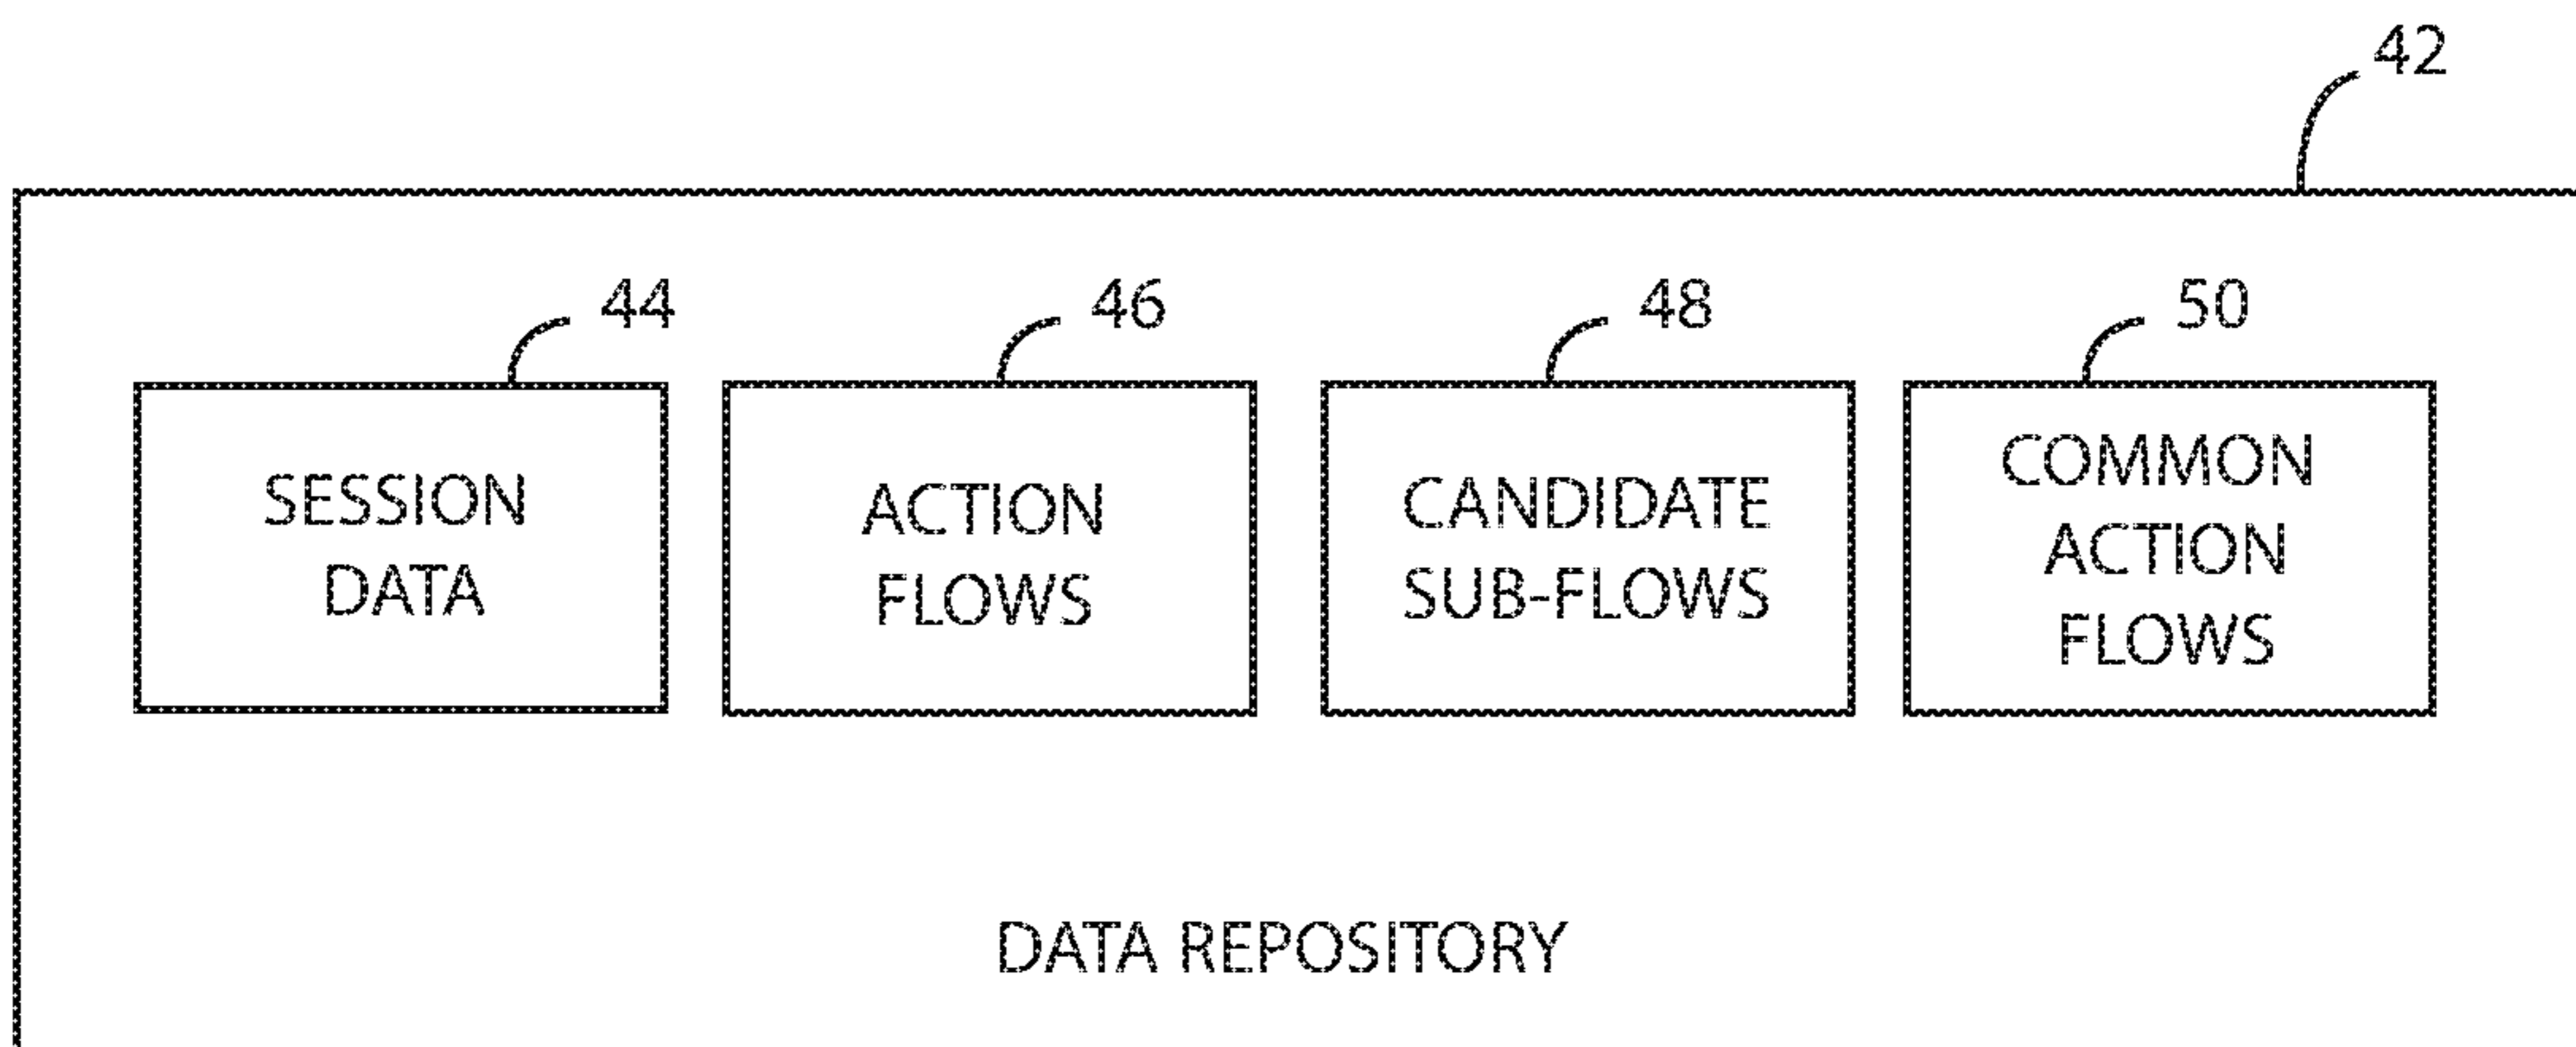 42
44
46
48
50
SESSION
DATA
ACTION
FLOWS
CANDIDATE
SUB-FLOWS
COMMON
ACTION
FLOWS
DATA REPOSITORY